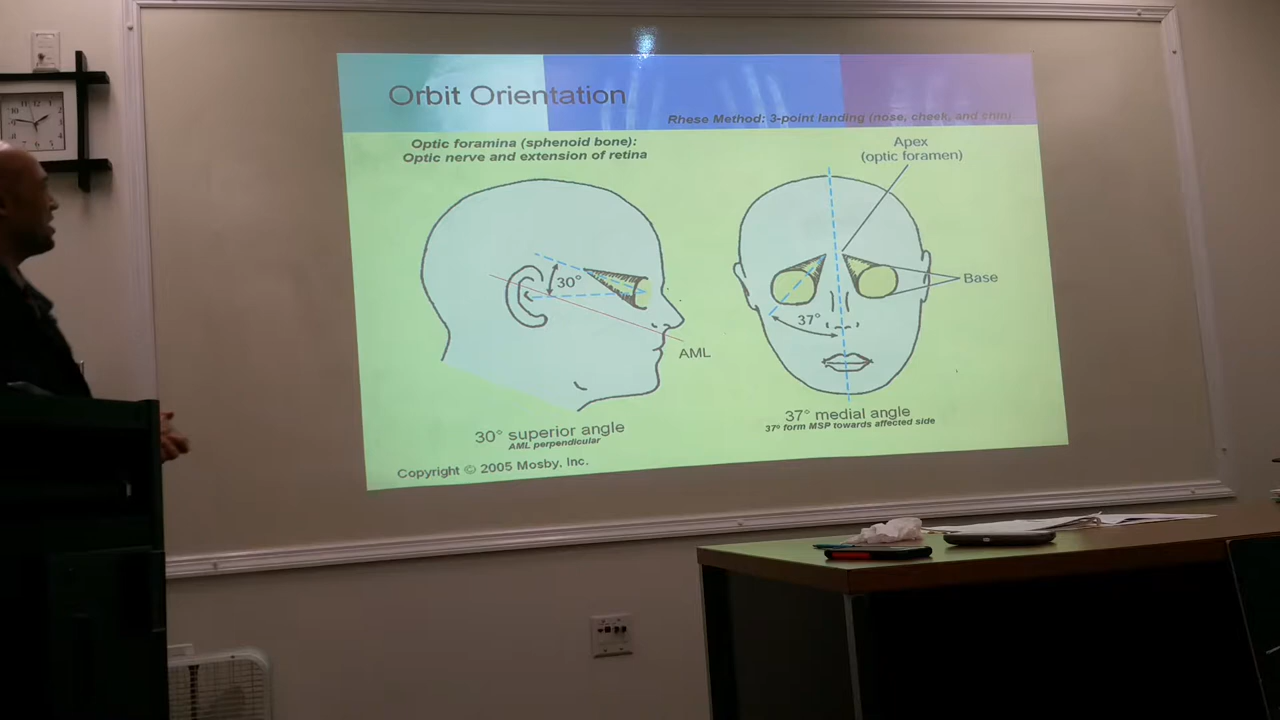 Orbit Orientation
Rhese Method: 3-point landing (nose, cheek, and chin)
Optic foramina (sphenoid bone):
Optic nerve and extension of retina
Apex
(optic foramen)
30°
Base
37°
AML
30° superior angle
AML perpendicular
37° medial angle
37° form MSP towards affected side
Copyright © 2005 Mosby, Inc.